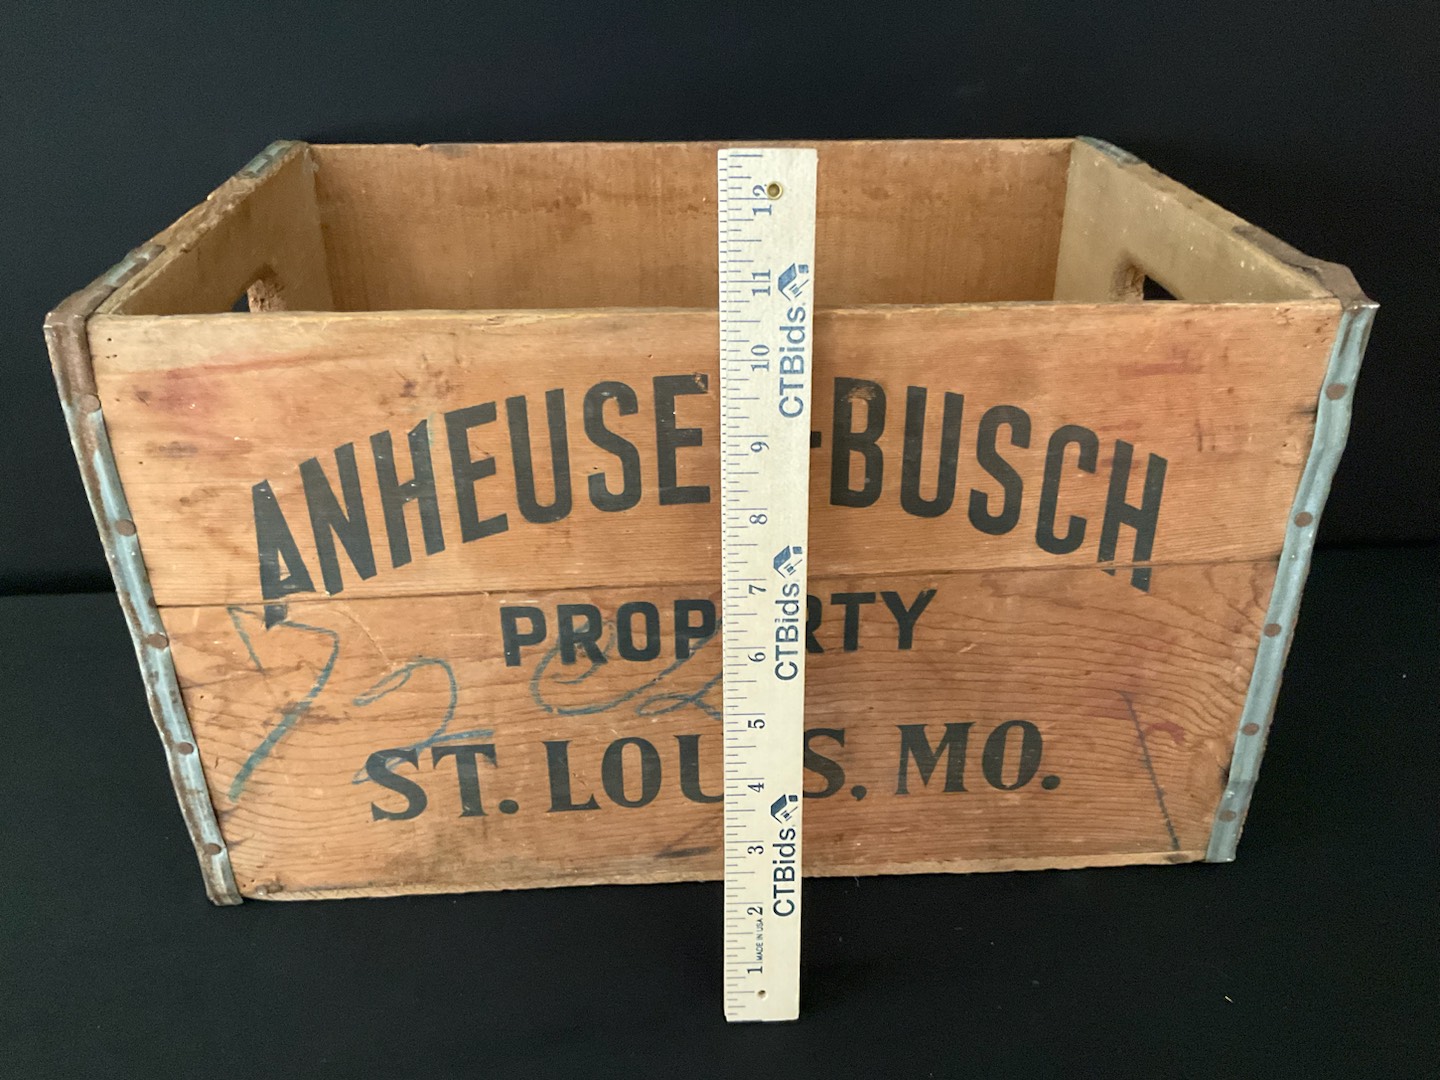 ANHEUSE -BUSCH
PROP RTY
ST. LOU S, MO.
12
11
10
9
8
7
6
5
4
3
2
1
CTBids
CTBids
CTBids
MADE IN USA